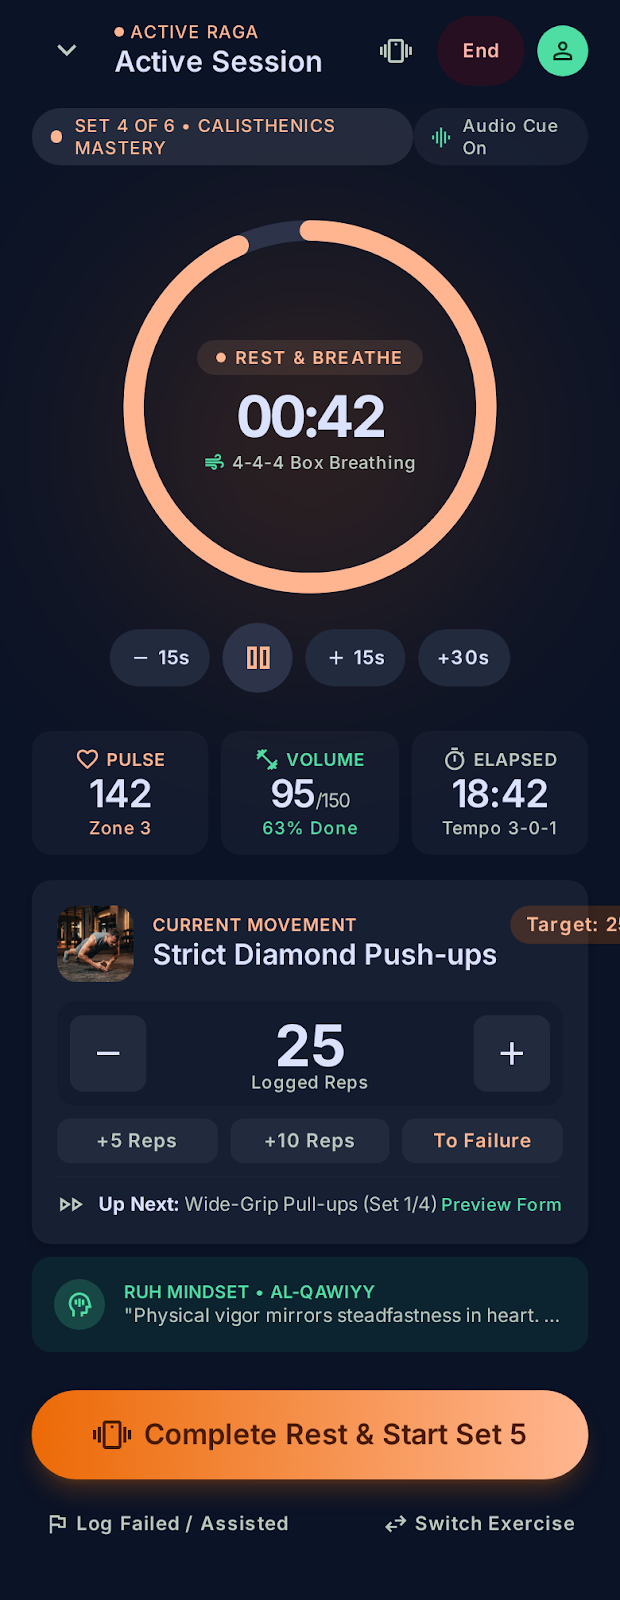 ACTIVE RAGA
Active Session
End
SET 4 OF 6 • CALISTHENICS
MASTERY
Audio Cue
On
REST & BREATHE
00:42
4-4-4 Box Breathing
− 15s
+ 15s
+30s
PULSE
142
Zone 3
VOLUME
95/150
63% Done
ELAPSED
18:42
Tempo 3-0-1
CURRENT MOVEMENT
Strict Diamond Push-ups
Target: 25
−
25
+
Logged Reps
+5 Reps
+10 Reps
To Failure
Up Next: Wide-Grip Pull-ups (Set 1/4) Preview Form
RUH MINDSET • AL-QAWIYY
"Physical vigor mirrors steadfastness in heart. ...
Complete Rest & Start Set 5
Log Failed / Assisted
Switch Exercise